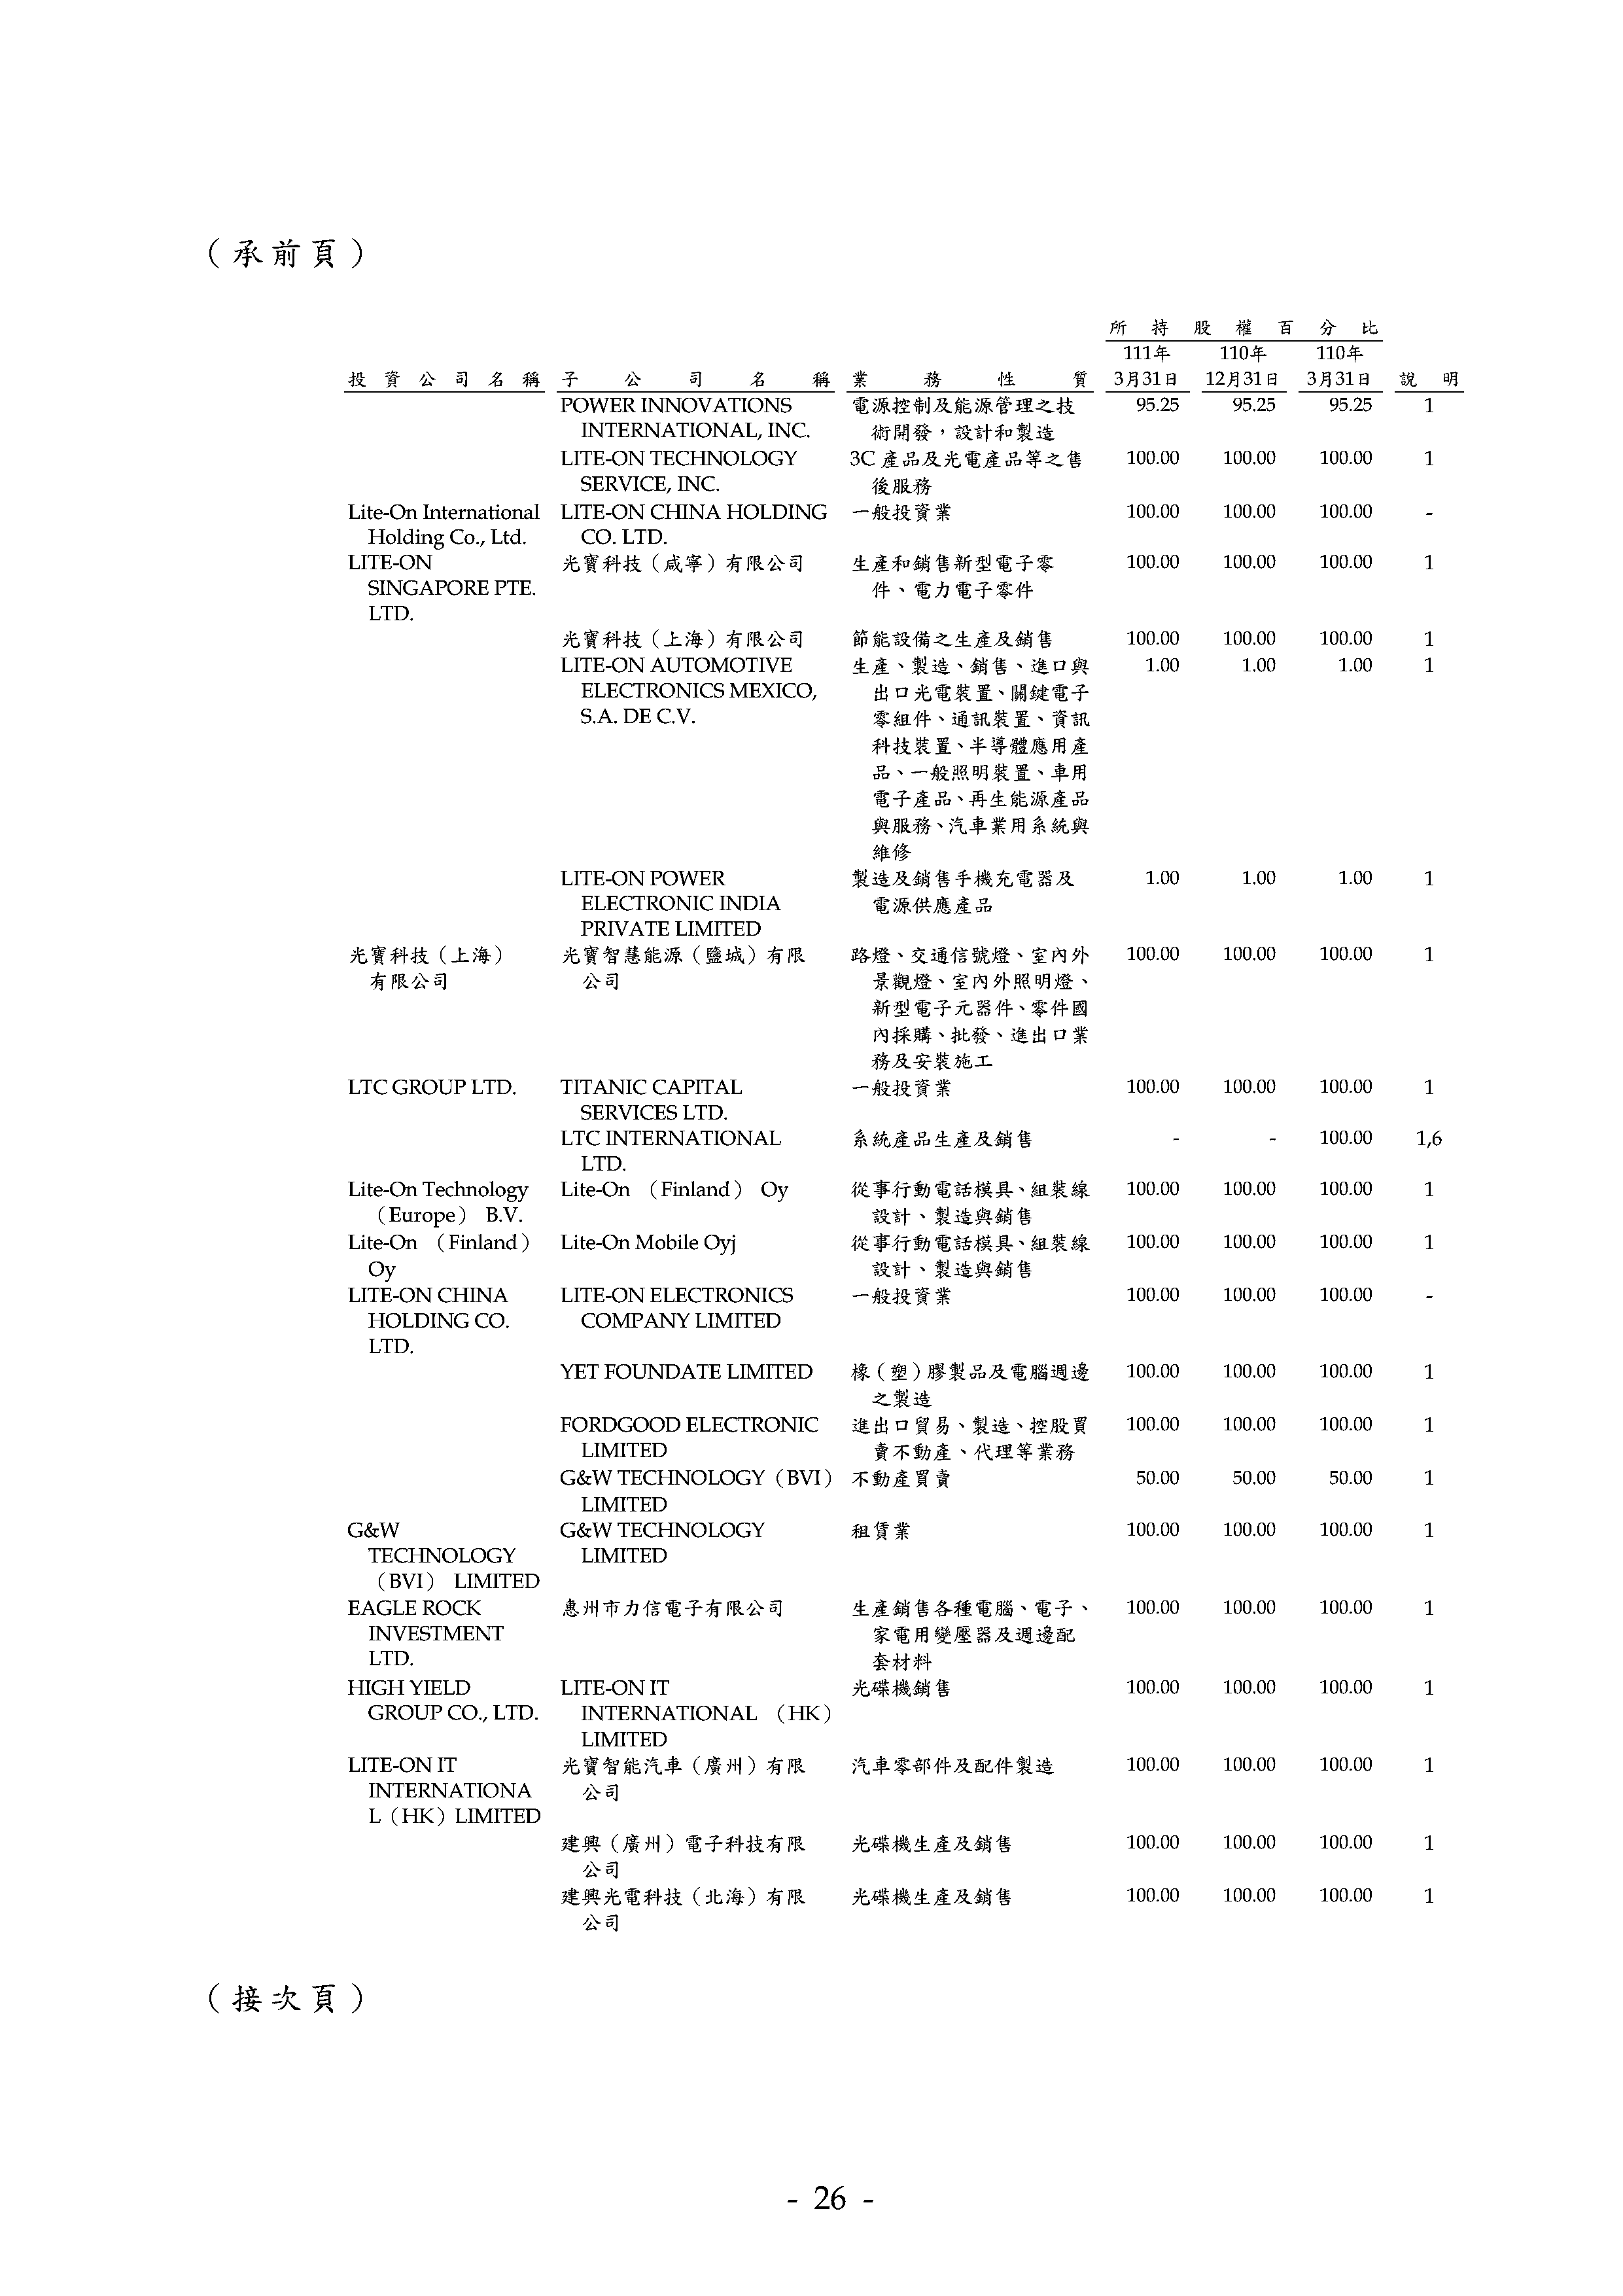 （承前頁）
所持股權百分比
111年 110年 110年
投資公司名稱 子公司名稱 業務性質 3月31日 12月31日 3月31日 說明
POWER INNOVATIONS 電源控制及能源管理之技 95.25 95.25 95.25 1
INTERNATIONAL, INC. 術開發，設計和製造
LITE-ON TECHNOLOGY 3C 產品及光電產品等之售 100.00 100.00 100.00 1
SERVICE, INC. 後服務
Lite-On International LITE-ON CHINA HOLDING 一般投資業 100.00 100.00 100.00 -
Holding Co., Ltd. CO. LTD.
LITE-ON 光寶科技（咸寧）有限公司 生產和銷售新型電子零 100.00 100.00 100.00 1
SINGAPORE PTE. 件、電力電子零件
LTD.
光寶科技（上海）有限公司 節能設備之生產及銷售 100.00 100.00 100.00 1
LITE-ON AUTOMOTIVE 生產、製造、銷售、進口與 1.00 1.00 1.00 1
ELECTRONICS MEXICO, 出口光電裝置、關鍵電子
S.A. DE C.V. 零組件、通訊裝置、資訊
科技裝置、半導體應用產
品、一般照明裝置、車用
電子產品、再生能源產品
與服務、汽車業用系統與
維修
LITE-ON POWER 製造及銷售手機充電器及 1.00 1.00 1.00 1
ELECTRONIC INDIA 電源供應產品
PRIVATE LIMITED
光寶科技（上海） 光寶智慧能源（鹽城）有限 路燈、交通信號燈、室內外 100.00 100.00 100.00 1
有限公司 公司 景觀燈、室內外照明燈、
新型電子元器件、零件國
內採購、批發、進出口業
務及安裝施工
LTC GROUP LTD. TITANIC CAPITAL 一般投資業 100.00 100.00 100.00 1
SERVICES LTD.
LTC INTERNATIONAL 系統產品生產及銷售 - - 100.00 1,6
LTD.
Lite-On Technology Lite-On （Finland） Oy 從事行動電話模具、組裝線 100.00 100.00 100.00 1
（Europe） B.V. 設計、製造與銷售
Lite-On （Finland） Lite-On Mobile Oyj 從事行動電話模具、組裝線 100.00 100.00 100.00 1
Oy 設計、製造與銷售
LITE-ON CHINA LITE-ON ELECTRONICS 一般投資業 100.00 100.00 100.00 -
HOLDING CO. COMPANY LIMITED
LTD.
YET FOUNDATE LIMITED 橡（塑）膠製品及電腦週邊 100.00 100.00 100.00 1
之製造
FORDGOOD ELECTRONIC 進出口貿易、製造、控股買 100.00 100.00 100.00 1
LIMITED 賣不動產、代理等業務
G&W TECHNOLOGY（BVI） 不動產買賣 50.00 50.00 50.00 1
LIMITED
G&W G&W TECHNOLOGY 租賃業 100.00 100.00 100.00 1
TECHNOLOGY LIMITED
（BVI） LIMITED
EAGLE ROCK 惠州市力信電子有限公司 生產銷售各種電腦、電子、 100.00 100.00 100.00 1
INVESTMENT 家電用變壓器及週邊配
LTD. 套材料
HIGH YIELD LITE-ON IT 光碟機銷售 100.00 100.00 100.00 1
GROUP CO., LTD. INTERNATIONAL （HK）
LIMITED
LITE-ON IT 光寶智能汽車（廣州）有限 汽車零部件及配件製造 100.00 100.00 100.00 1
INTERNATIONA 公司
L（HK）LIMITED
建興（廣州）電子科技有限 光碟機生產及銷售 100.00 100.00 100.00 1
公司
建興光電科技（北海）有限 光碟機生產及銷售 100.00 100.00 100.00 1
公司
（接次頁）
- 26 -